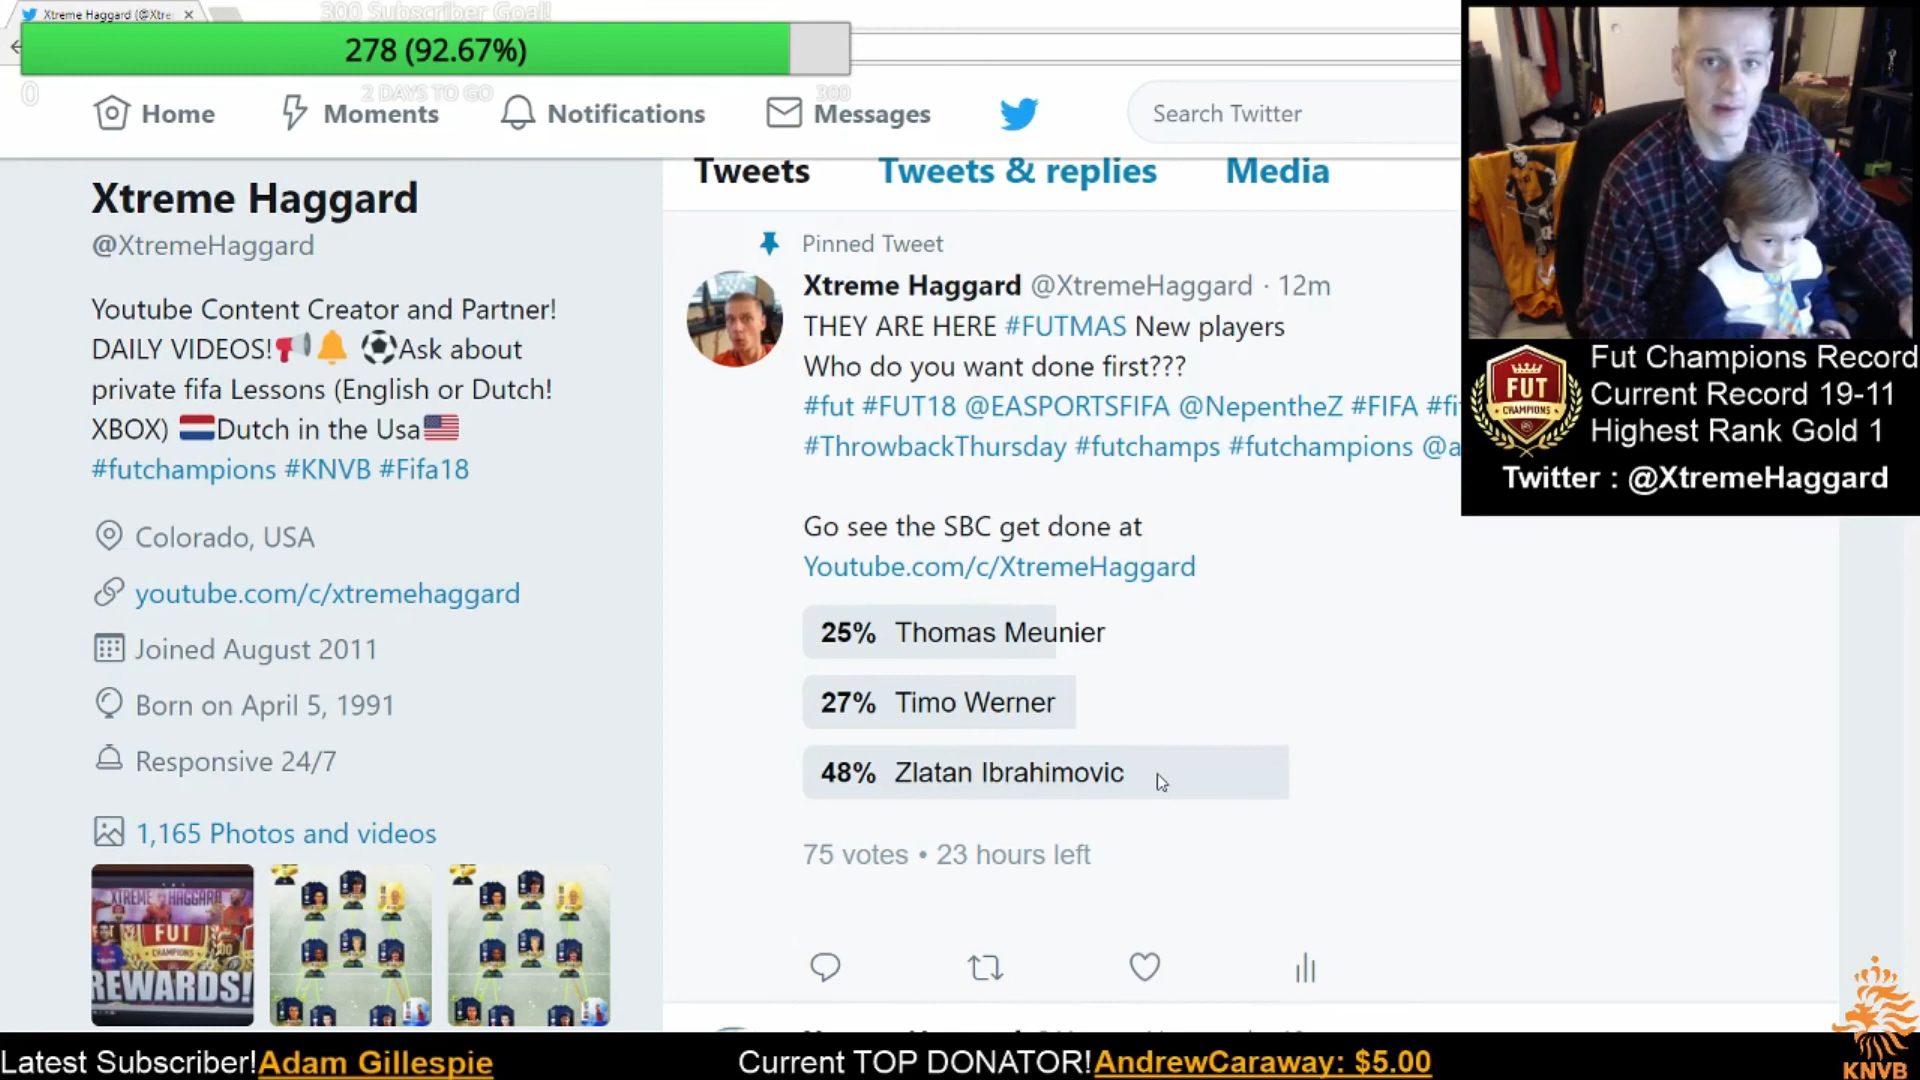 Xtreme Haggard (@Xtre
300 Subscriber Goal!
278 (92.67%)
0
2 DAYS TO GO
300
Home
Moments
Notifications
Messages
Search Twitter
Xtreme Haggard
@XtremeHaggard
Youtube Content Creator and Partner!
DAILY VIDEOS!📢🔔 ⚽Ask about
private fifa Lessons (English or Dutch!
XBOX) 🇳🇱Dutch in the Usa🇺🇸
#futchampions #KNVB #Fifa18
Colorado, USA
youtube.com/c/xtremehaggard
Joined August 2011
Born on April 5, 1991
Responsive 24/7
1,165 Photos and videos
XTREME HAGGARD
FUT
CHAMPIONS
REWARDS!
Tweets
Tweets & replies
Media
Pinned Tweet
Xtreme Haggard @XtremeHaggard · 12m
THEY ARE HERE #FUTMAS New players
Who do you want done first???
#fut #FUT18 @EASPORTSFIFA @NepentheZ #FIFA #fi
#ThrowbackThursday #futchamps #futchampions @a
Go see the SBC get done at
Youtube.com/c/XtremeHaggard
25% Thomas Meunier
27% Timo Werner
48% Zlatan Ibrahimovic
75 votes • 23 hours left
FUT
CHAMPIONS
Fut Champions Record
Current Record 19-11
Highest Rank Gold 1
Twitter : @XtremeHaggard
Latest Subscriber!Adam Gillespie
Current TOP DONATOR!AndrewCaraway: $5.00
KNVB